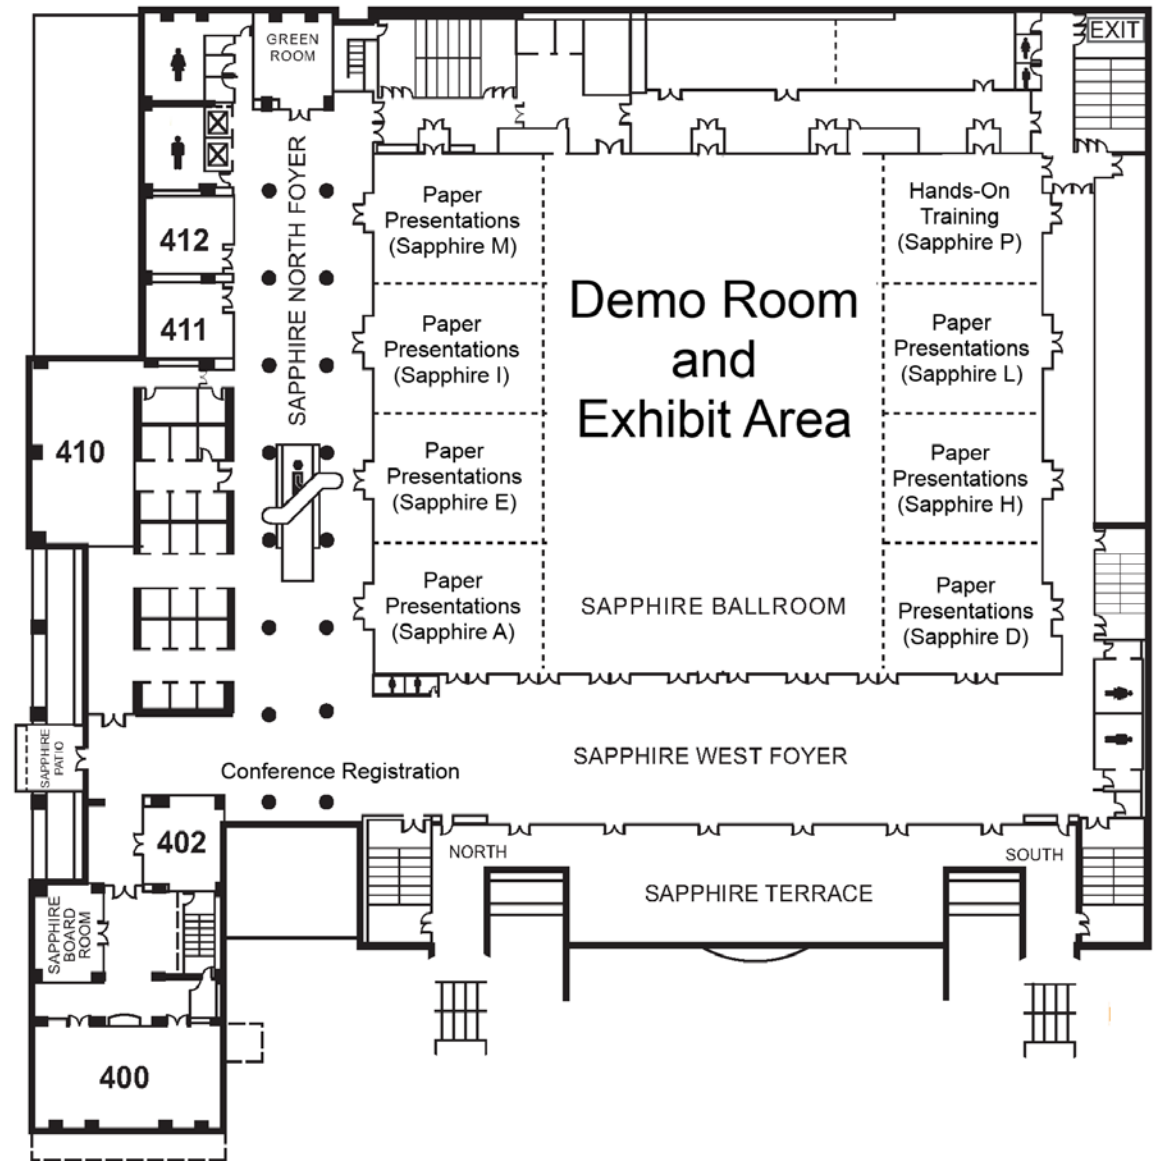 GREEN
ROOM
EXIT
SAPPHIRE NORTH FOYER
Paper
Presentations
(Sapphire M)
Hands-On
Training
(Sapphire P)
412
411
Demo Room
and
Exhibit Area
Paper
Presentations
(Sapphire I)
Paper
Presentations
(Sapphire L)
410
Paper
Presentations
(Sapphire E)
Paper
Presentations
(Sapphire H)
Paper
Presentations
(Sapphire A)
SAPPHIRE BALLROOM
Paper
Presentations
(Sapphire D)
SAPPHIRE
PATIO
SAPPHIRE WEST FOYER
Conference Registration
402
NORTH
SOUTH
SAPPHIRE TERRACE
SAPPHIRE
BOARD
ROOM
400